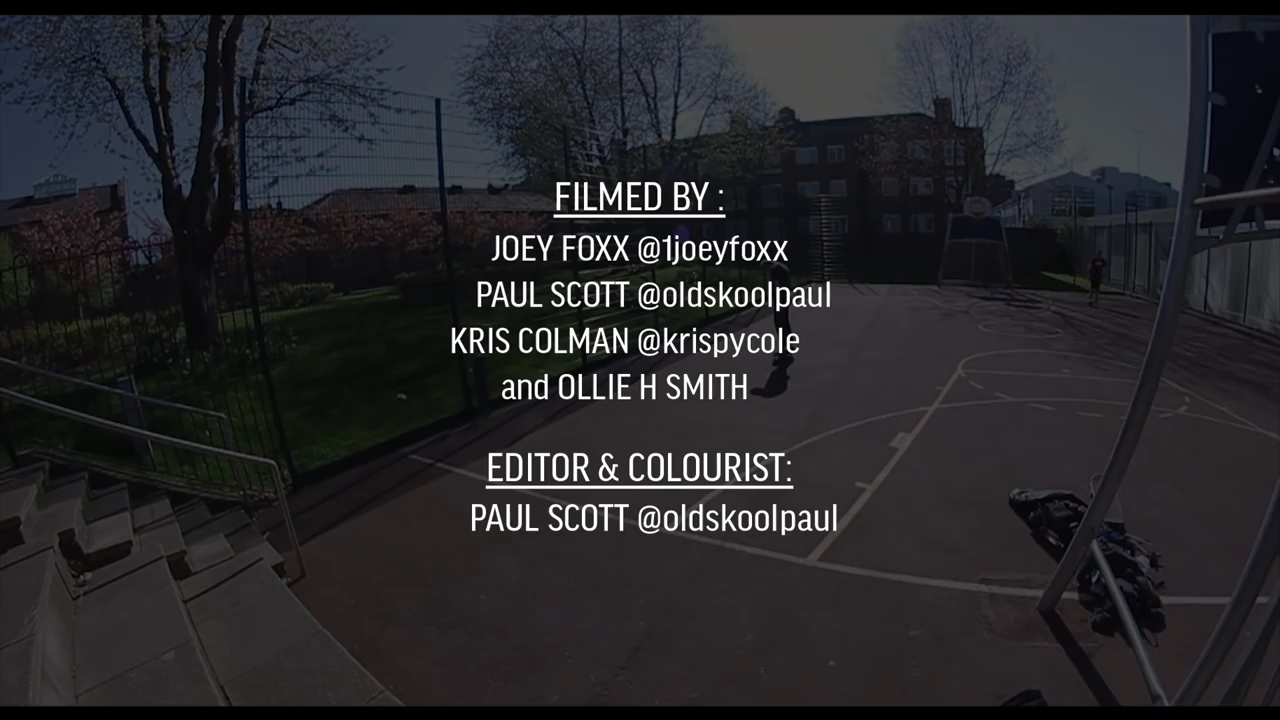 FILMED BY :
JOEY FOXX @1joeyfoxx
PAUL SCOTT @oldskoolpaul
KRIS COLMAN @krispycole
and OLLIE H SMITH
EDITOR & COLOURIST:
PAUL SCOTT @oldskoolpaul